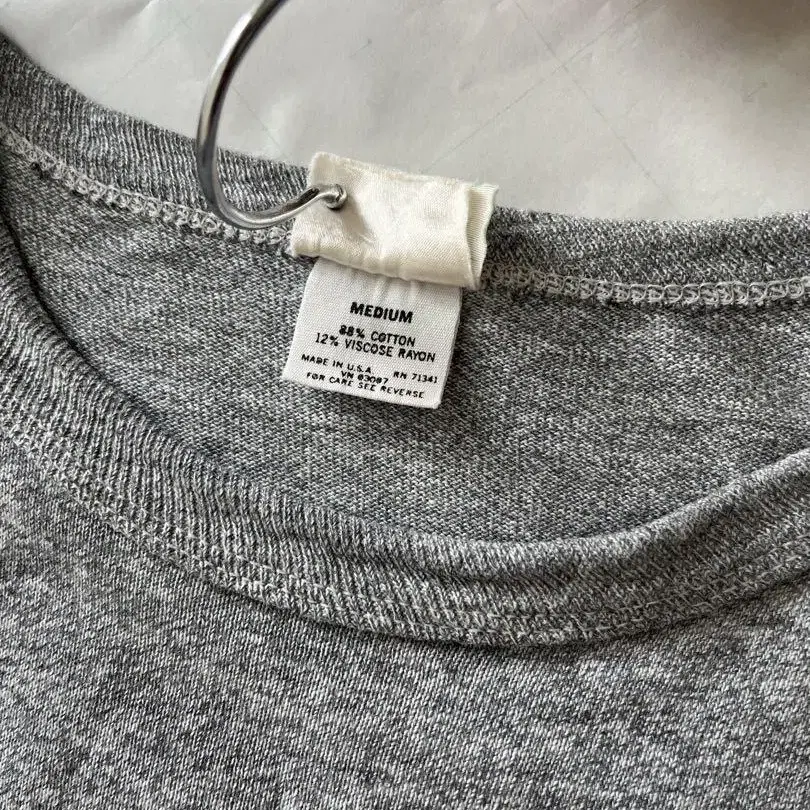 MEDIUM
88% COTTON
12% VISCOSE RAYON
MADE IN U.S.A. RN 71341
VN 63087
FOR CARE SEE REVERSE